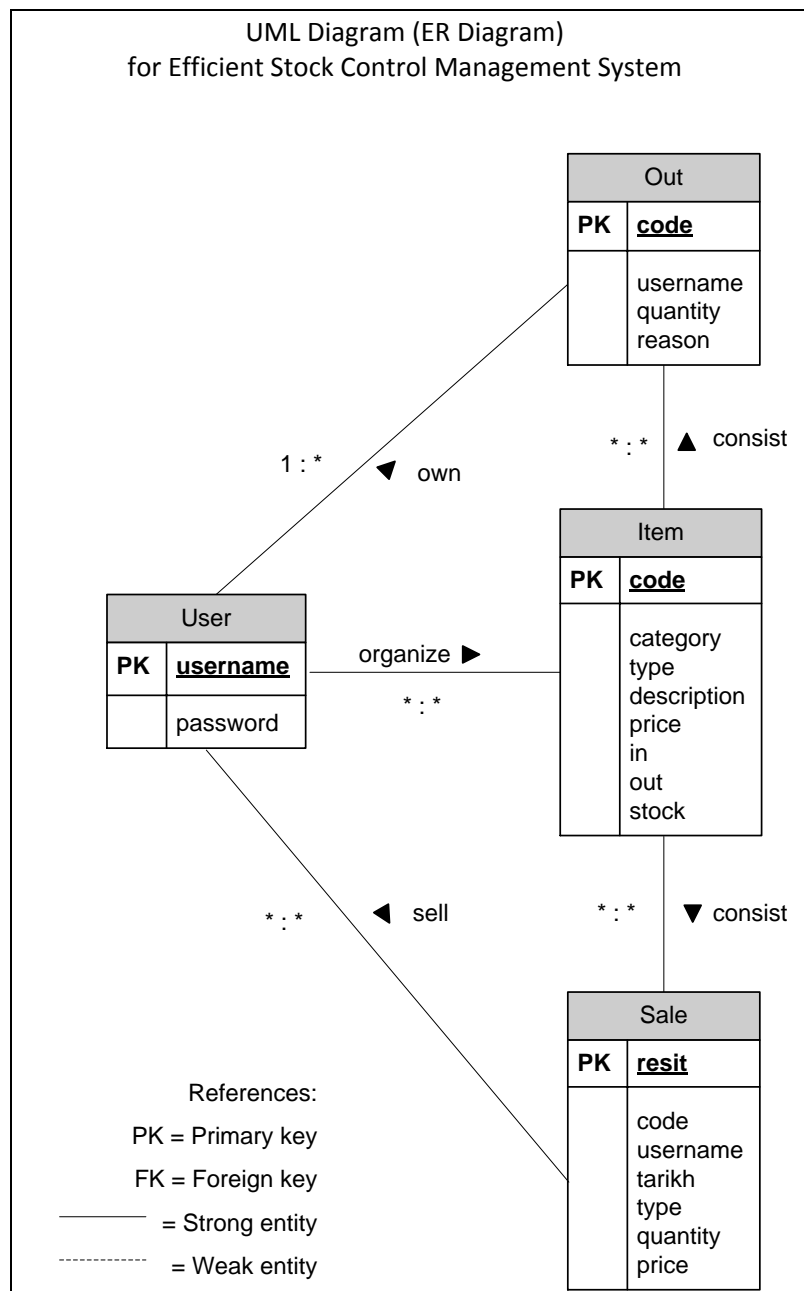 UML Diagram (ER Diagram)
for Efficient Stock Control Management System
Out
PK code
username
quantity
reason
1 : *
own
* : *
consist
Item
PK code
category
type
description
price
in
out
stock
User
PK username
password
organize
* : *
* : *
sell
* : *
consist
Sale
PK resit
code
username
tarikh
type
quantity
price
References:
PK = Primary key
FK = Foreign key
= Strong entity
= Weak entity